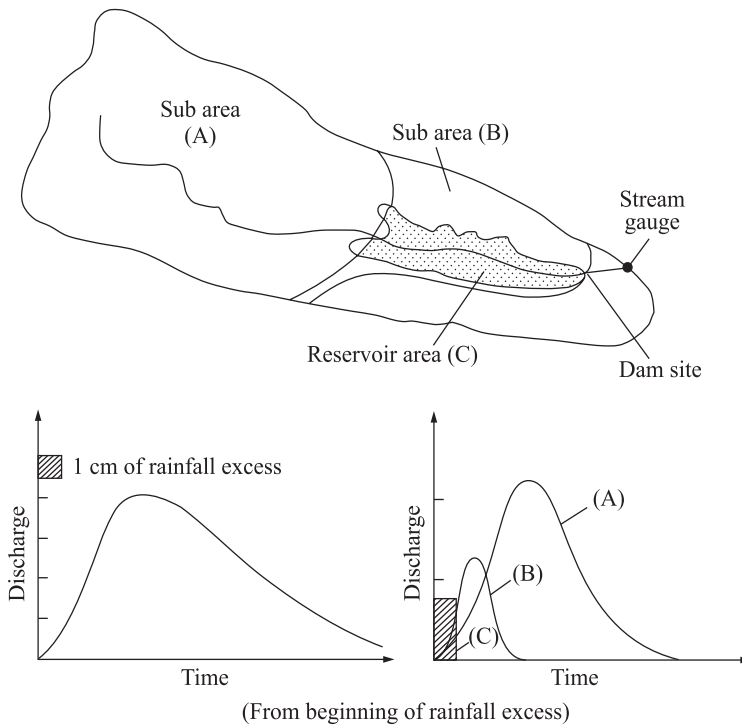 Sub area
(A)
Sub area (B)
Stream
gauge
Reservoir area (C)
Dam site
1 cm of rainfall excess
Discharge
Time
Discharge
(A)
(B)
(C)
Time
(From beginning of rainfall excess)